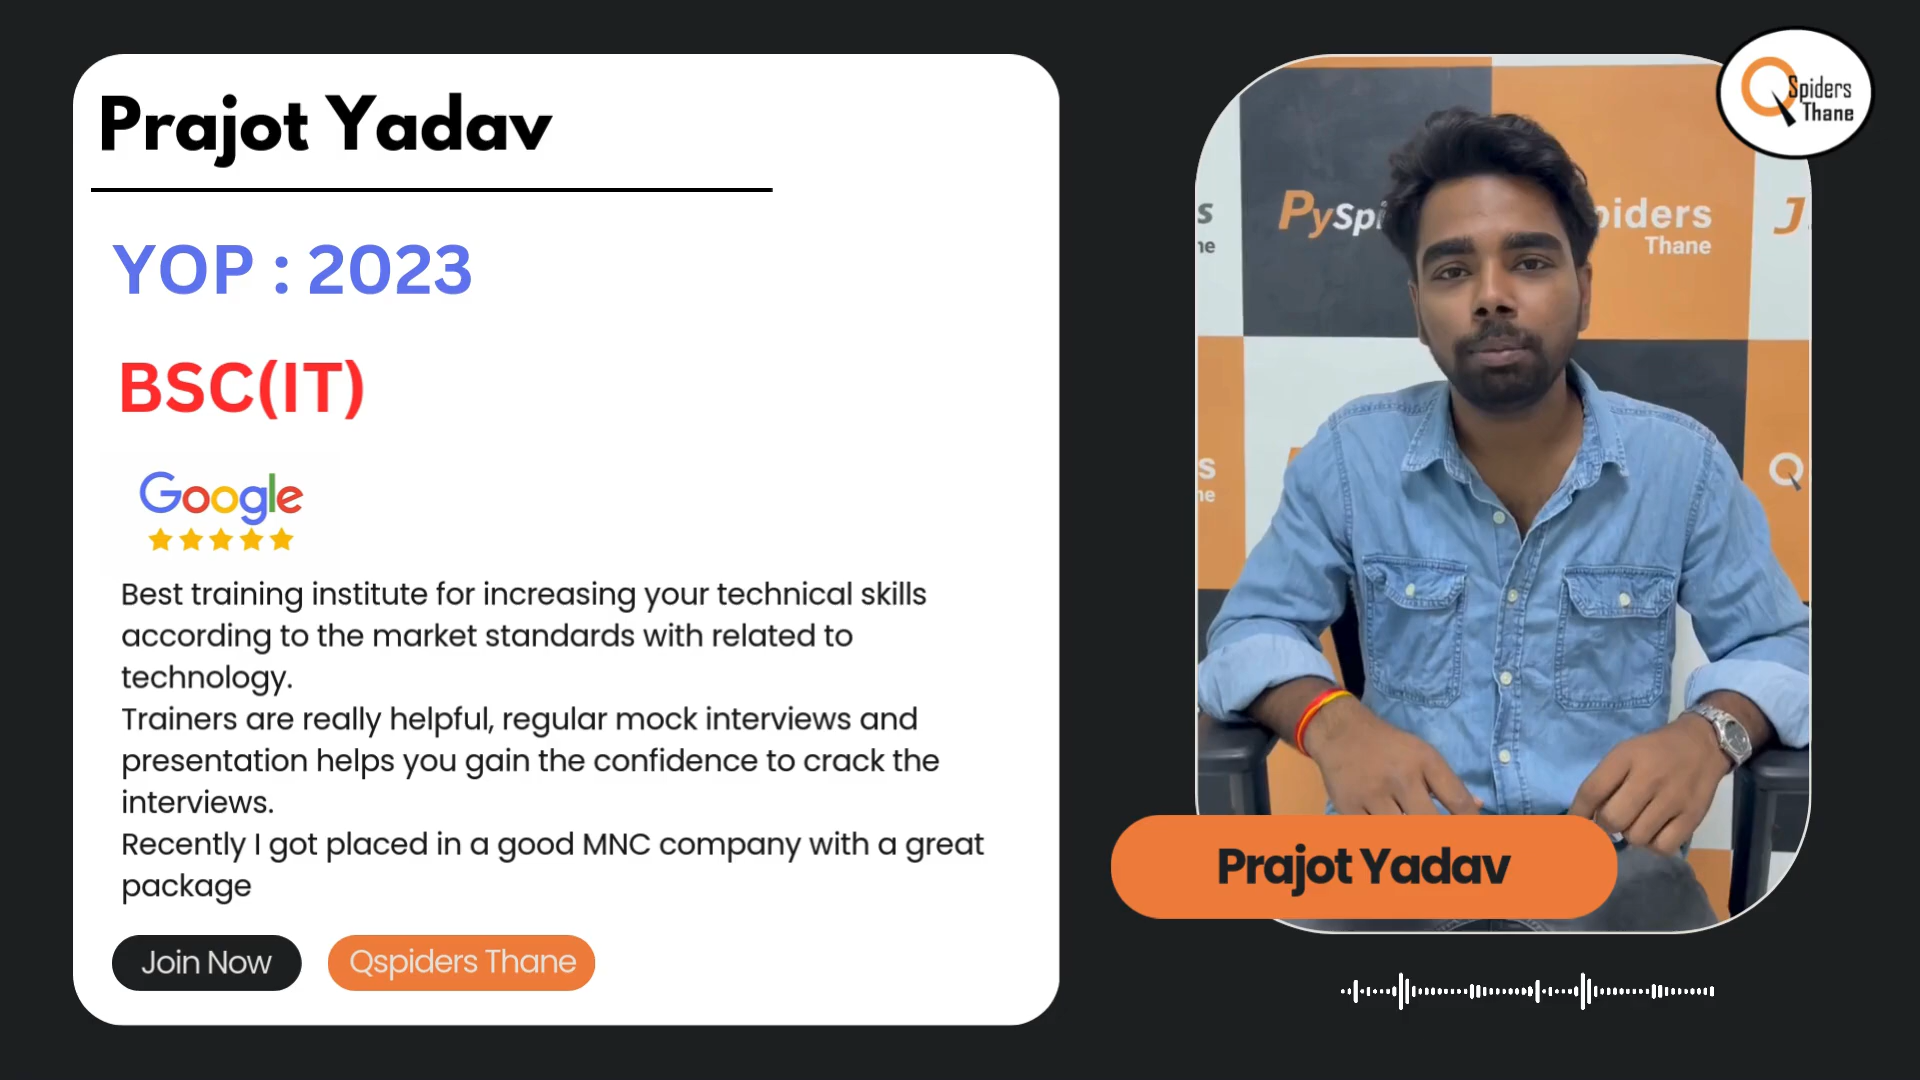 Prajot Yadav
YOP : 2023
BSC(IT)
Google
Best training institute for increasing your technical skills
according to the market standards with related to
technology.
Trainers are really helpful, regular mock interviews and
presentation helps you gain the confidence to crack the
interviews.
Recently I got placed in a good MNC company with a great
package
Join Now
Qspiders Thane
QSpiders
Thane
PySpi
piders
Thane
J
s
ne
s
ne
Q
Prajot Yadav